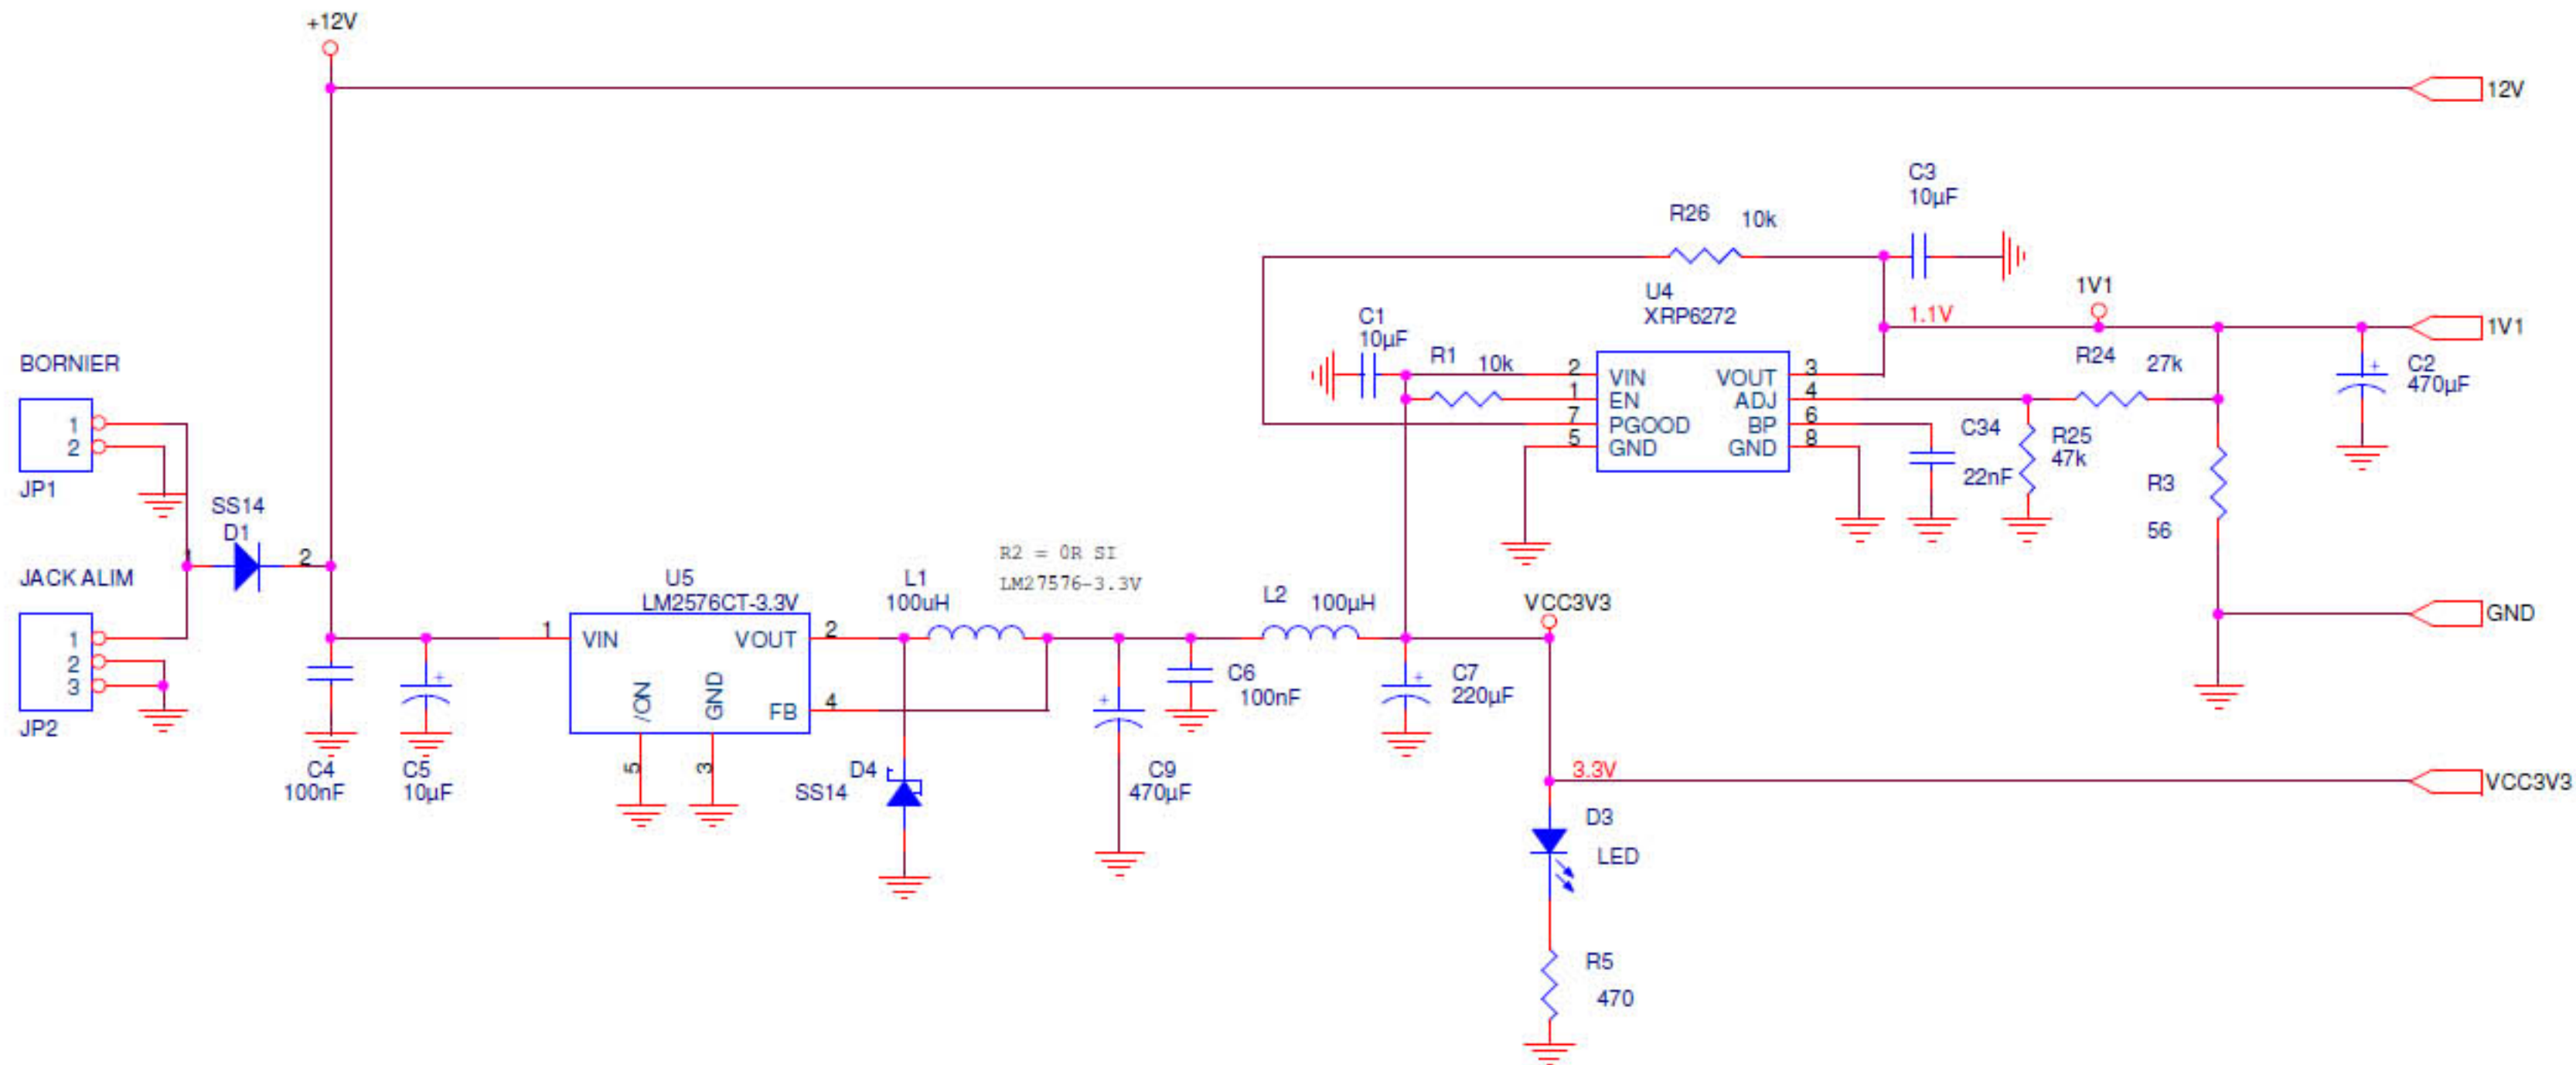 +12V
12V
C3
10µF
R26 10k
U4
XRP6272
1V1
1.1V
1V1
C1
10µF
R1 10k
R24 27k
C2
470µF
2 VIN VOUT 3
1 EN ADJ 4
7 PGOOD BP 6
5 GND GND 8
C34
22nF
R25
47k
R3
56
BORNIER
1
2
JP1
SS14
D1
1 2
JACK ALIM
1
2
3
JP2
U5
LM2576CT-3.3V
1 VIN VOUT 2
/ON GND FB 4
5 3
L1
100uH
R2 = 0R SI
LM27576-3.3V
L2 100µH
VCC3V3
GND
C4
100nF
C5
10µF
D4
SS14
C9
470µF
C6
100nF
C7
220µF
3.3V
VCC3V3
D3
LED
R5
470
+
+
+
+